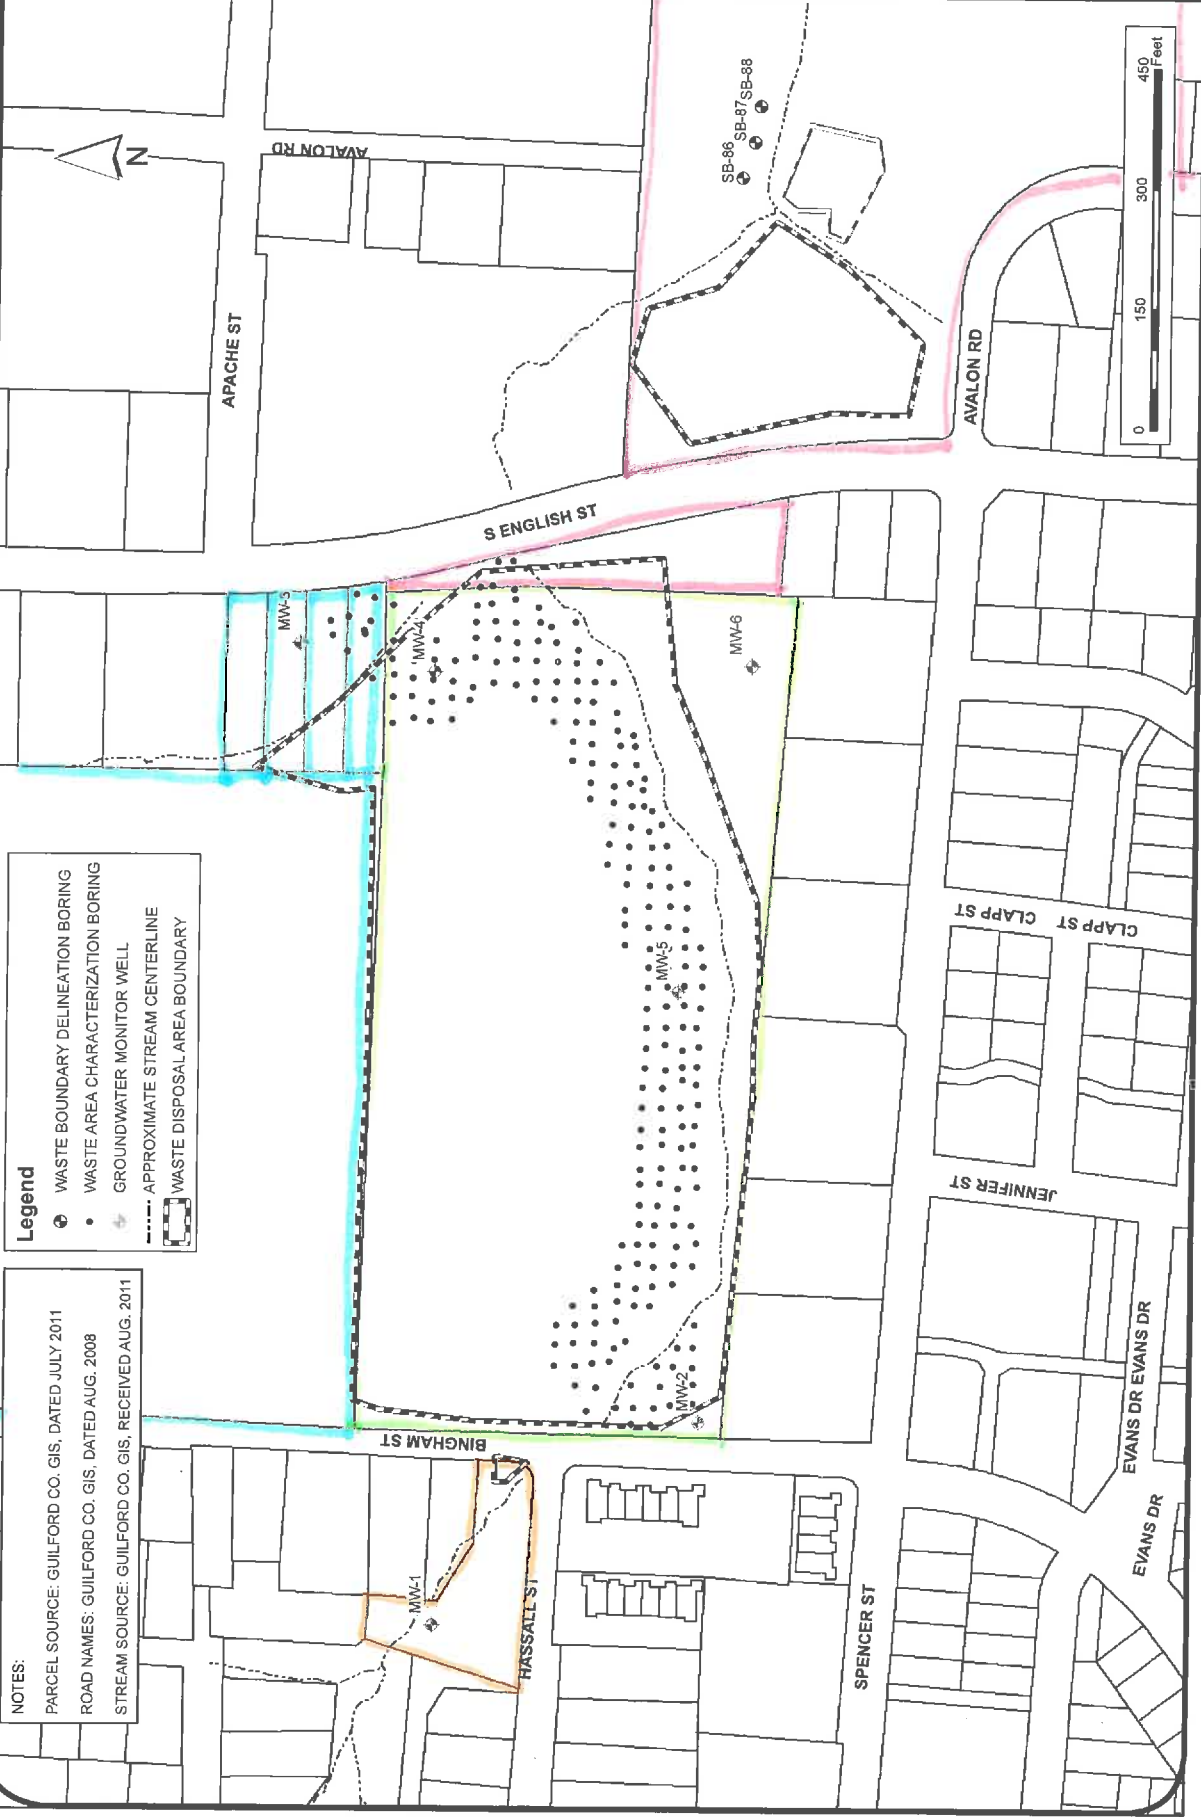 NOTES:
PARCEL SOURCE: GUILFORD CO. GIS, DATED JULY 2011
ROAD NAMES: GUILFORD CO. GIS, DATED AUG. 2008
STREAM SOURCE: GUILFORD CO. GIS, RECEIVED AUG. 2011
Legend
WASTE BOUNDARY DELINEATION BORING
WASTE AREA CHARACTERIZATION BORING
GROUNDWATER MONITOR WELL
APPROXIMATE STREAM CENTERLINE
WASTE DISPOSAL AREA BOUNDARY
N
APACHE ST
AVALON RD
S ENGLISH ST
MW-3
MW-4
MW-6
MW-5
MW-2
MW-1
SB-86
SB-87
SB-88
BINGHAM ST
HASSALL ST
SPENCER ST
JENNIFER ST
CLAPP ST
CLAPP ST
AVALON RD
EVANS DR
EVANS DR
EVANS DR
0 150 300 450
Feet